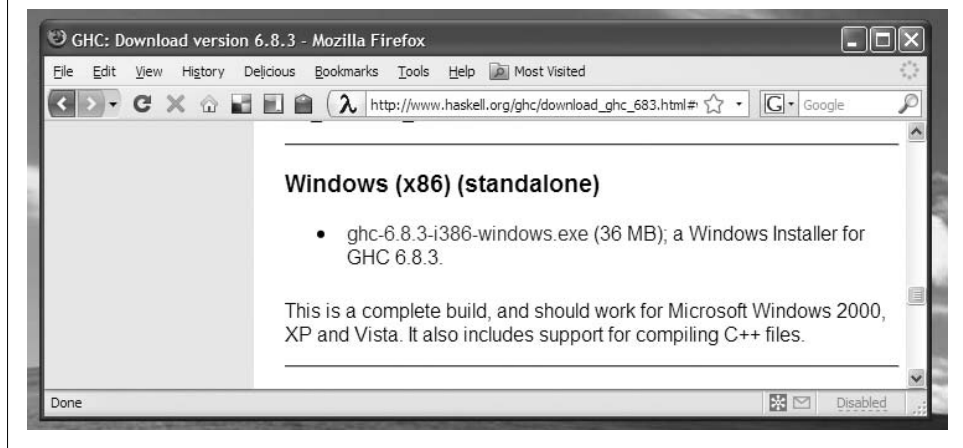 GHC: Download version 6.8.3 - Mozilla Firefox
File Edit View History Delicious Bookmarks Tools Help Most Visited
λ http://www.haskell.org/ghc/download_ghc_683.html# G Google
Windows (x86) (standalone)
• ghc-6.8.3-i386-windows.exe (36 MB); a Windows Installer for
GHC 6.8.3.
This is a complete build, and should work for Microsoft Windows 2000,
XP and Vista. It also includes support for compiling C++ files.
Done Disabled